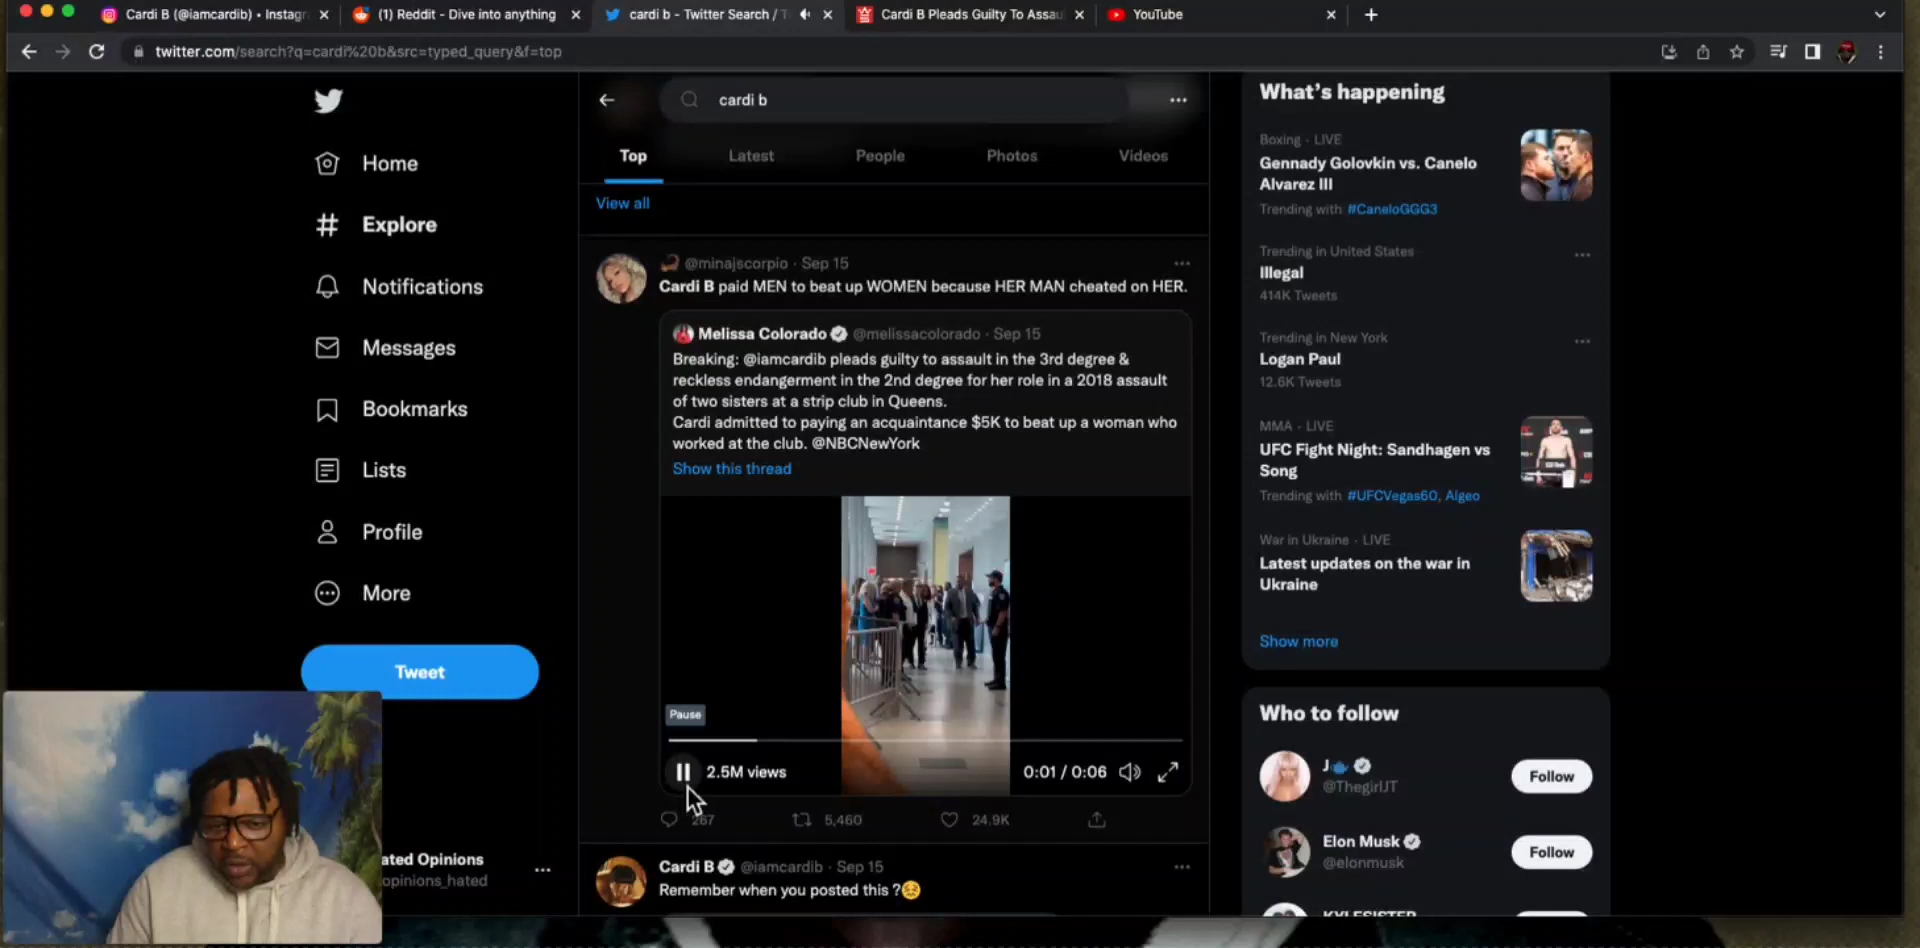 Cardi B (@iamcardib) • Instagr
(1) Reddit - Dive into anything
cardi b - Twitter Search / T
Cardi B Pleads Guilty To Assau
YouTube
twitter.com/search?q=cardi%20b&src=typed_query&f=top
Home
Explore
Notifications
Messages
Bookmarks
Lists
Profile
More
Tweet
ated Opinions
opinions_hated
cardi b
Top
Latest
People
Photos
Videos
View all
@minajscorpio · Sep 15
Cardi B paid MEN to beat up WOMEN because HER MAN cheated on HER.
Melissa Colorado @melissacolorado · Sep 15
Breaking: @iamcardib pleads guilty to assault in the 3rd degree &
reckless endangerment in the 2nd degree for her role in a 2018 assault
of two sisters at a strip club in Queens.
Cardi admitted to paying an acquaintance $5K to beat up a woman who
worked at the club. @NBCNewYork
Show this thread
Pause
2.5M views
0:01 / 0:06
267
5,460
24.9K
Cardi B @iamcardib · Sep 15
Remember when you posted this ?
What's happening
Boxing · LIVE
Gennady Golovkin vs. Canelo
Alvarez III
Trending with #CaneloGGG3
Trending in United States
Illegal
414K Tweets
Trending in New York
Logan Paul
12.6K Tweets
MMA · LIVE
UFC Fight Night: Sandhagen vs
Song
Trending with #UFCVegas60, Algeo
War in Ukraine · LIVE
Latest updates on the war in
Ukraine
Show more
Who to follow
J
@ThegirlJT
Follow
Elon Musk
@elonmusk
Follow
KYLESISTER